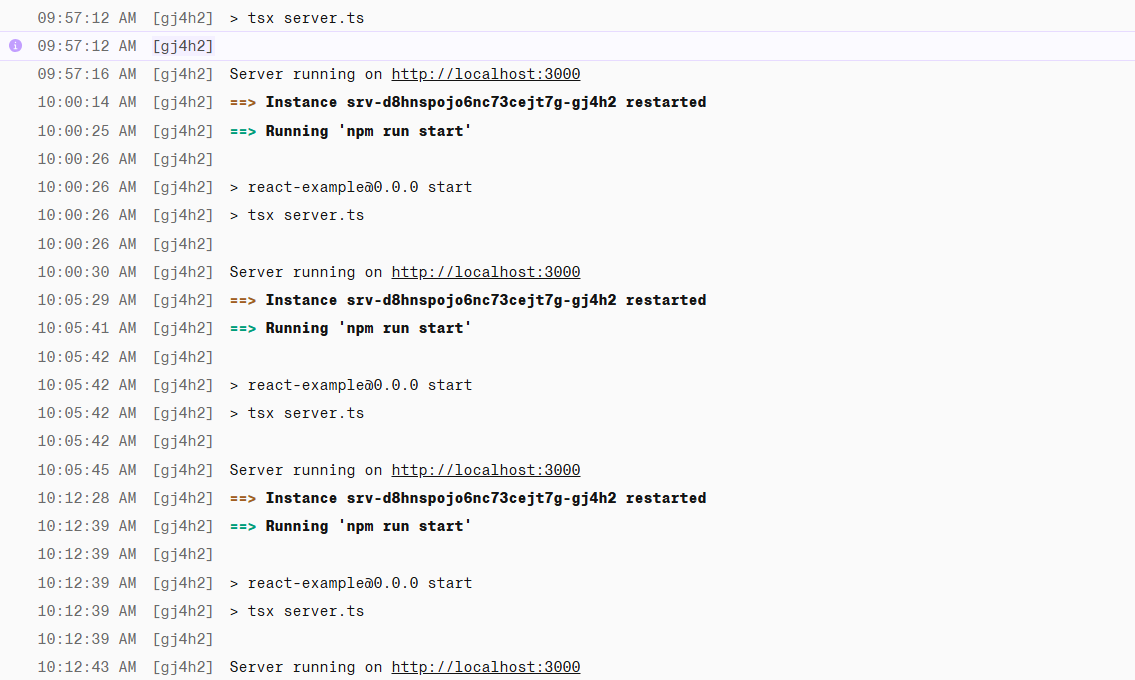 09:57:12 AM [gj4h2] > tsx server.ts
09:57:12 AM [gj4h2]
09:57:16 AM [gj4h2] Server running on http://localhost:3000
10:00:14 AM [gj4h2] ==> Instance srv-d8hnspojo6nc73cejt7g-gj4h2 restarted
10:00:25 AM [gj4h2] ==> Running 'npm run start'
10:00:26 AM [gj4h2]
10:00:26 AM [gj4h2] > react-example@0.0.0 start
10:00:26 AM [gj4h2] > tsx server.ts
10:00:26 AM [gj4h2]
10:00:30 AM [gj4h2] Server running on http://localhost:3000
10:05:29 AM [gj4h2] ==> Instance srv-d8hnspojo6nc73cejt7g-gj4h2 restarted
10:05:41 AM [gj4h2] ==> Running 'npm run start'
10:05:42 AM [gj4h2]
10:05:42 AM [gj4h2] > react-example@0.0.0 start
10:05:42 AM [gj4h2] > tsx server.ts
10:05:42 AM [gj4h2]
10:05:45 AM [gj4h2] Server running on http://localhost:3000
10:12:28 AM [gj4h2] ==> Instance srv-d8hnspojo6nc73cejt7g-gj4h2 restarted
10:12:39 AM [gj4h2] ==> Running 'npm run start'
10:12:39 AM [gj4h2]
10:12:39 AM [gj4h2] > react-example@0.0.0 start
10:12:39 AM [gj4h2] > tsx server.ts
10:12:39 AM [gj4h2]
10:12:43 AM [gj4h2] Server running on http://localhost:3000